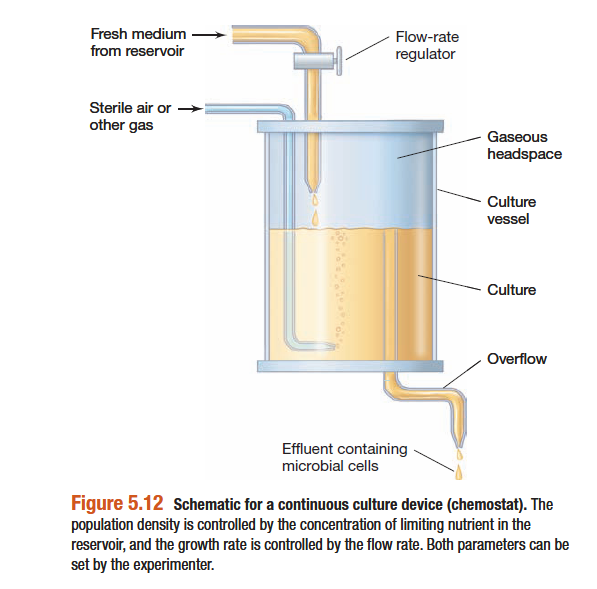 Fresh medium
from reservoir
Flow-rate
regulator
Sterile air or
other gas
Gaseous
headspace
Culture
vessel
Culture
Overflow
Effluent containing
microbial cells
Figure 5.12 Schematic for a continuous culture device (chemostat). The
population density is controlled by the concentration of limiting nutrient in the
reservoir, and the growth rate is controlled by the flow rate. Both parameters can be
set by the experimenter.